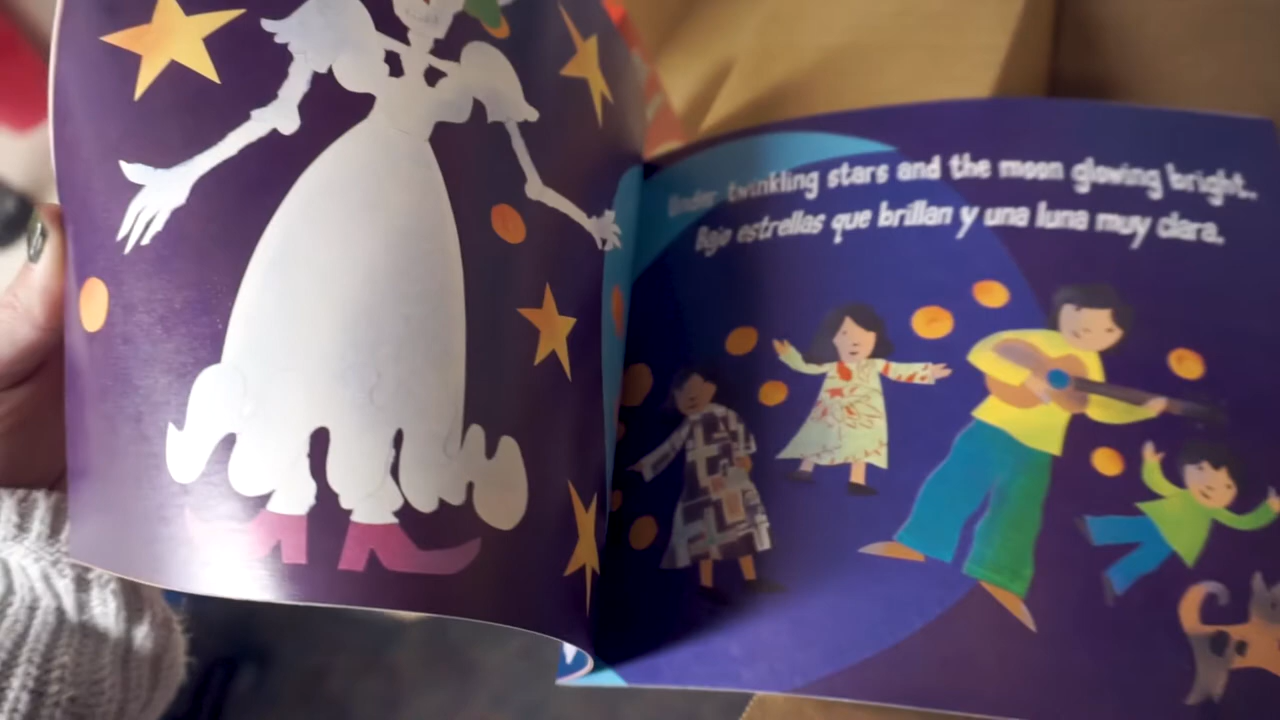 Under twinkling stars and the moon glowing bright.
Bajo estrellas que brillan y una luna muy clara.